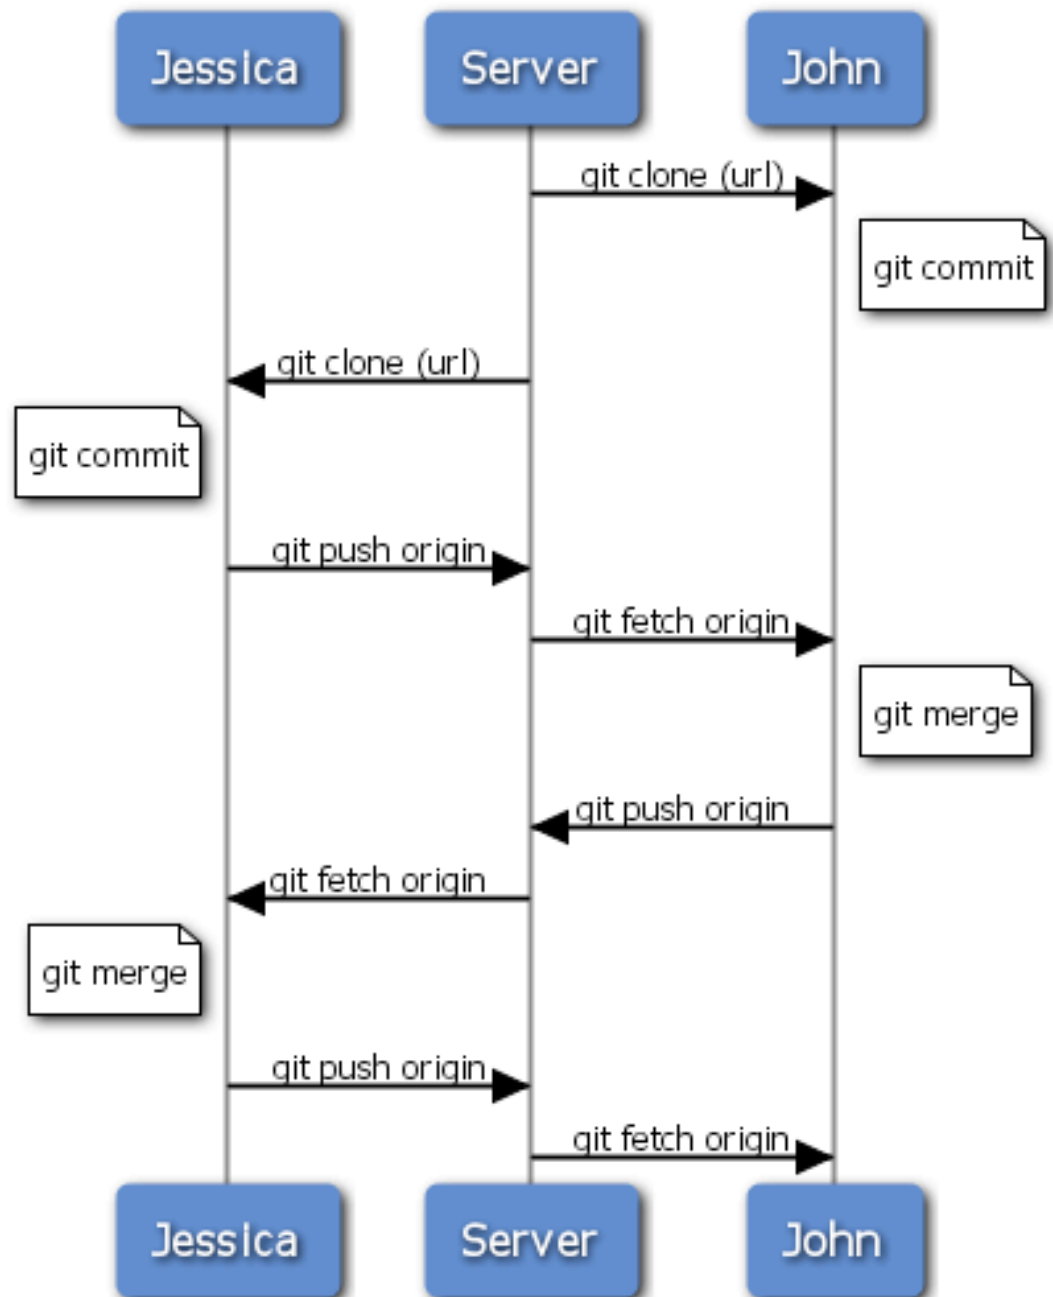 Jessica
Server
John
git clone (url)
git commit
git clone (url)
git commit
git push origin
git fetch origin
git merge
git push origin
git fetch origin
git merge
git push origin
git fetch origin
Jessica
Server
John